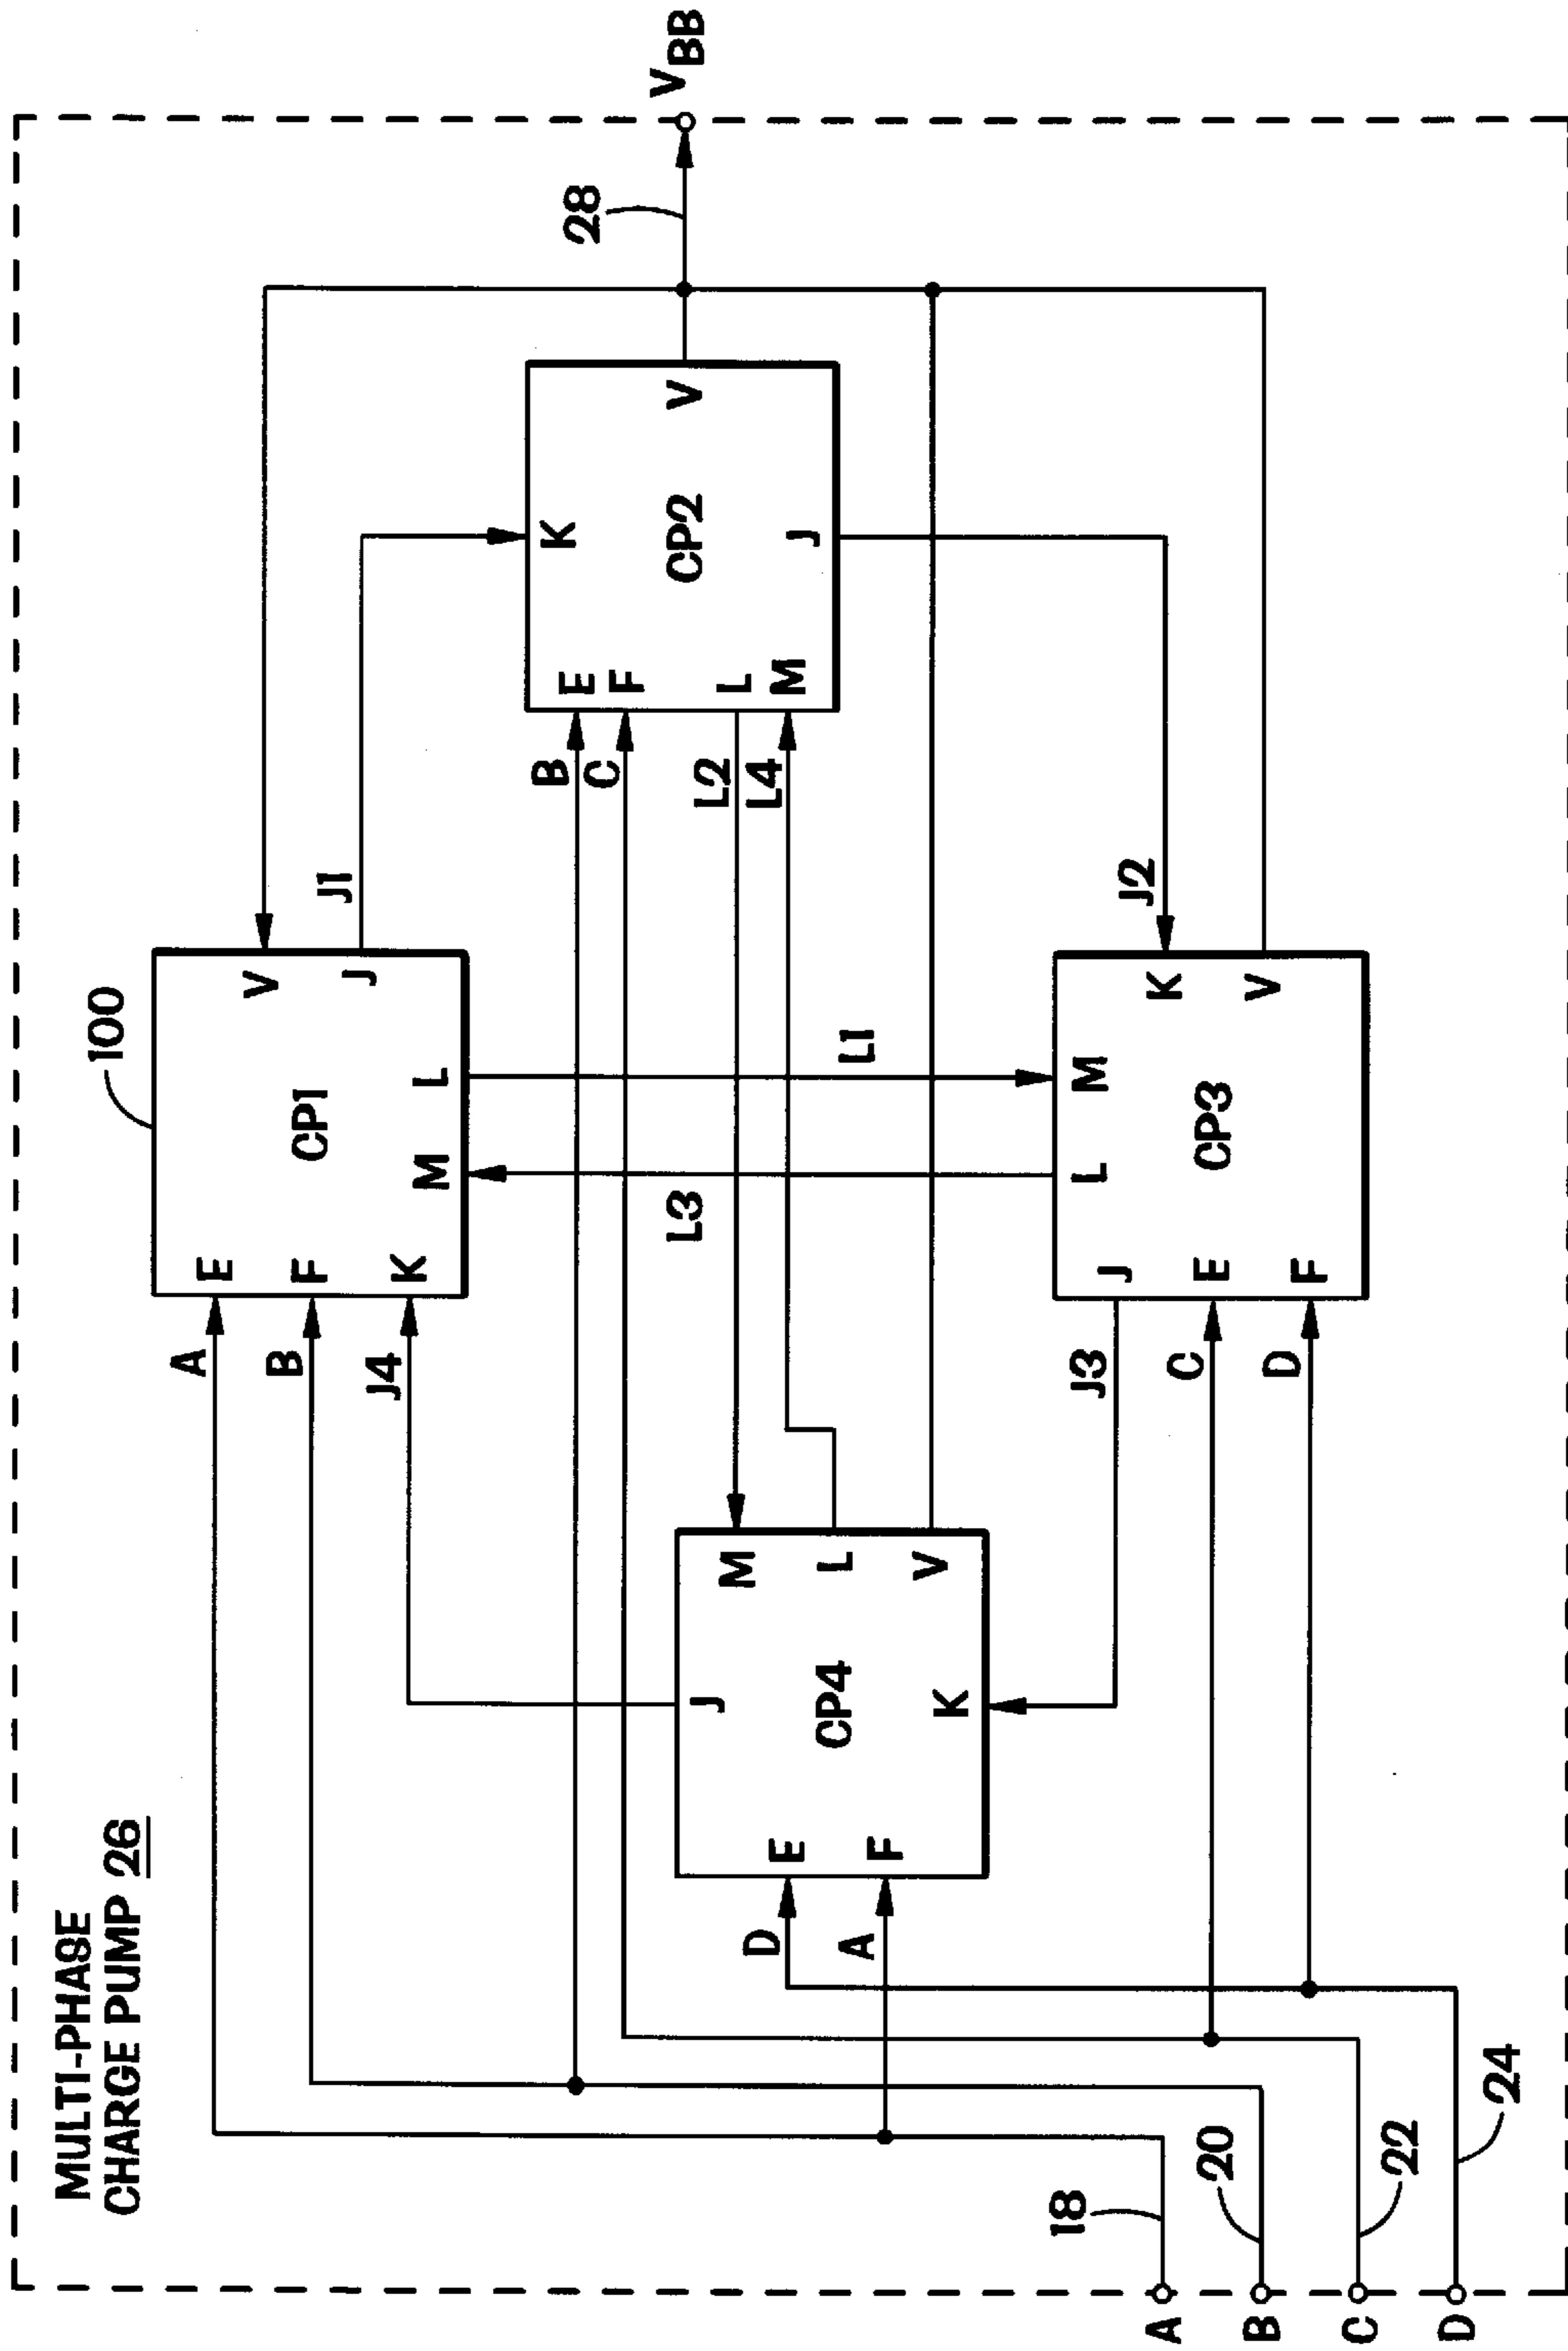 MULTI-PHASE
CHARGE PUMP 26
100
A
B
J4
E
F
K
CP1
M
L
V
J
J1
B
C
L2
L4
E
F
L
M
K
CP2
J
V
28
VBB
L3
L1
D
A
E
F
J
CP4
K
M
L
V
J3
C
D
J
E
F
L
M
CP3
K
V
J2
A
B
C
D
18
20
22
24